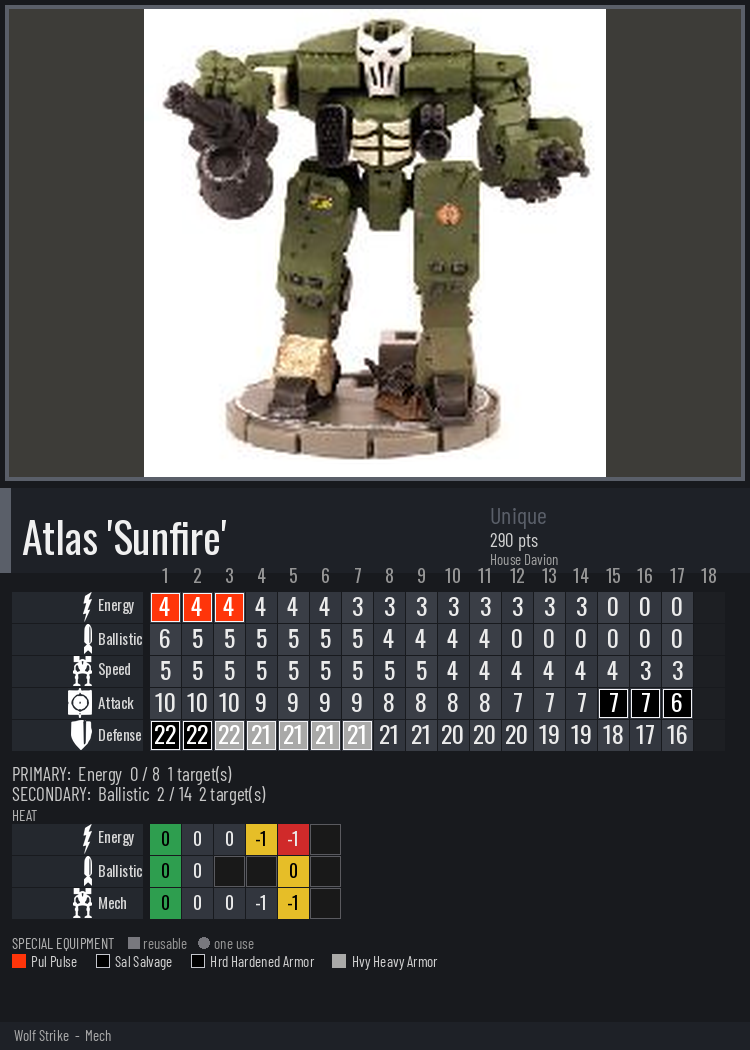 Atlas 'Sunfire'
Unique
290 pts
House Davion
1 2 3 4 5 6 7 8 9 10 11 12 13 14 15 16 17 18
Energy 4 4 4 4 4 4 3 3 3 3 3 3 3 3 0 0 0
Ballistic 6 5 5 5 5 5 5 4 4 4 4 0 0 0 0 0 0
Speed 5 5 5 5 5 5 5 5 5 4 4 4 4 4 4 3 3
Attack 10 10 10 9 9 9 9 8 8 8 8 7 7 7 7 7 6
Defense 22 22 22 21 21 21 21 21 21 20 20 20 19 19 18 17 16
PRIMARY: Energy 0 / 8 1 target(s)
SECONDARY: Ballistic 2 / 14 2 target(s)
HEAT
Energy 0 0 0 -1 -1
Ballistic 0 0 0
Mech 0 0 0 -1 -1
SPECIAL EQUIPMENT reusable one use
Pul Pulse Sal Salvage Hrd Hardened Armor Hvy Heavy Armor
Wolf Strike - Mech